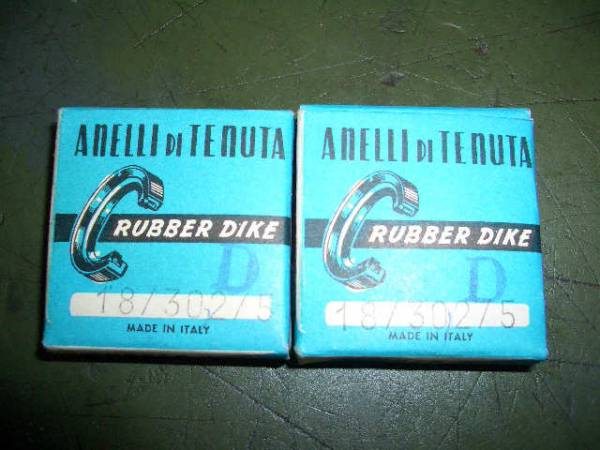 ANELLI DI TENUTA
RUBBER DIKE
D
18/30,2/5
MADE IN ITALY
ANELLI DI TENUTA
RUBBER DIKE
D
18/30,2/5
MADE IN ITALY